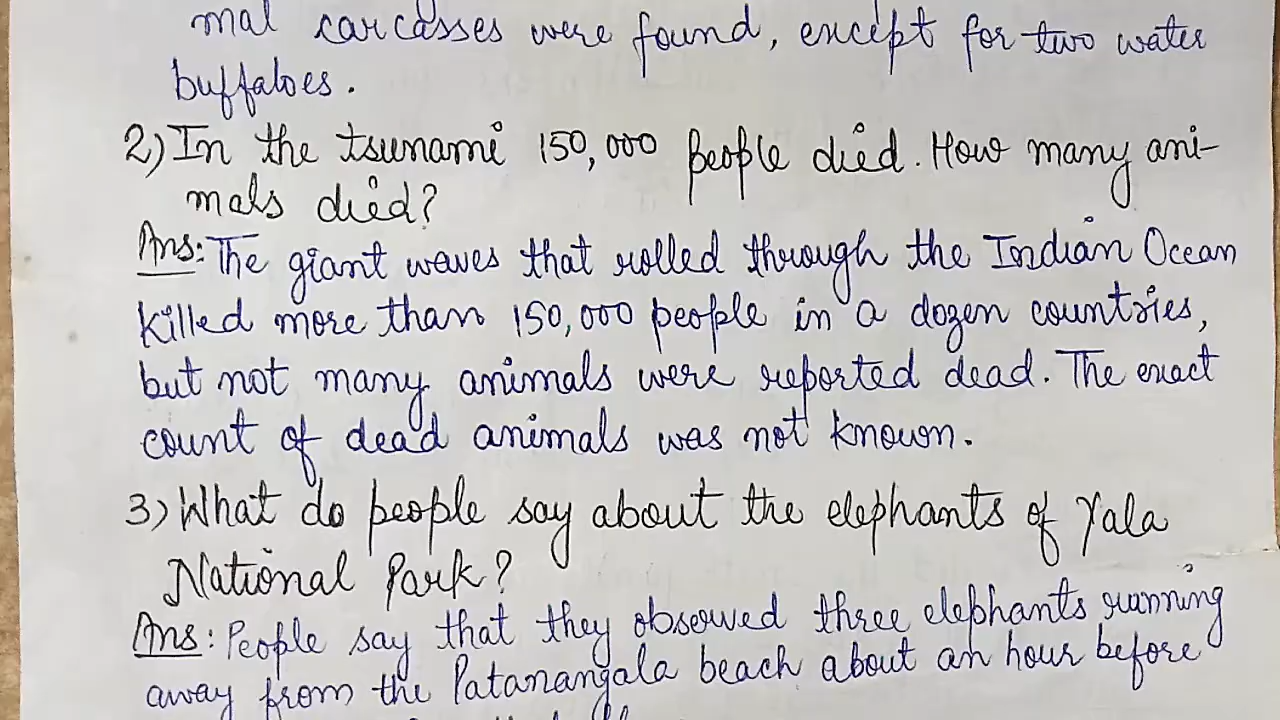 mal carcasses were found, except for two water
buffaloes.
2) In the tsunami 150,000 people died. How many ani-
mals died?
Ans: The giant waves that rolled through the Indian Ocean
killed more than 150,000 people in a dozen countries,
but not many animals were reported dead. The exact
count of dead animals was not known.
3) What do people say about the elephants of Yala
National Park?
Ans: People say that they observed three elephants running
away from the Patanangala beach about an hour before